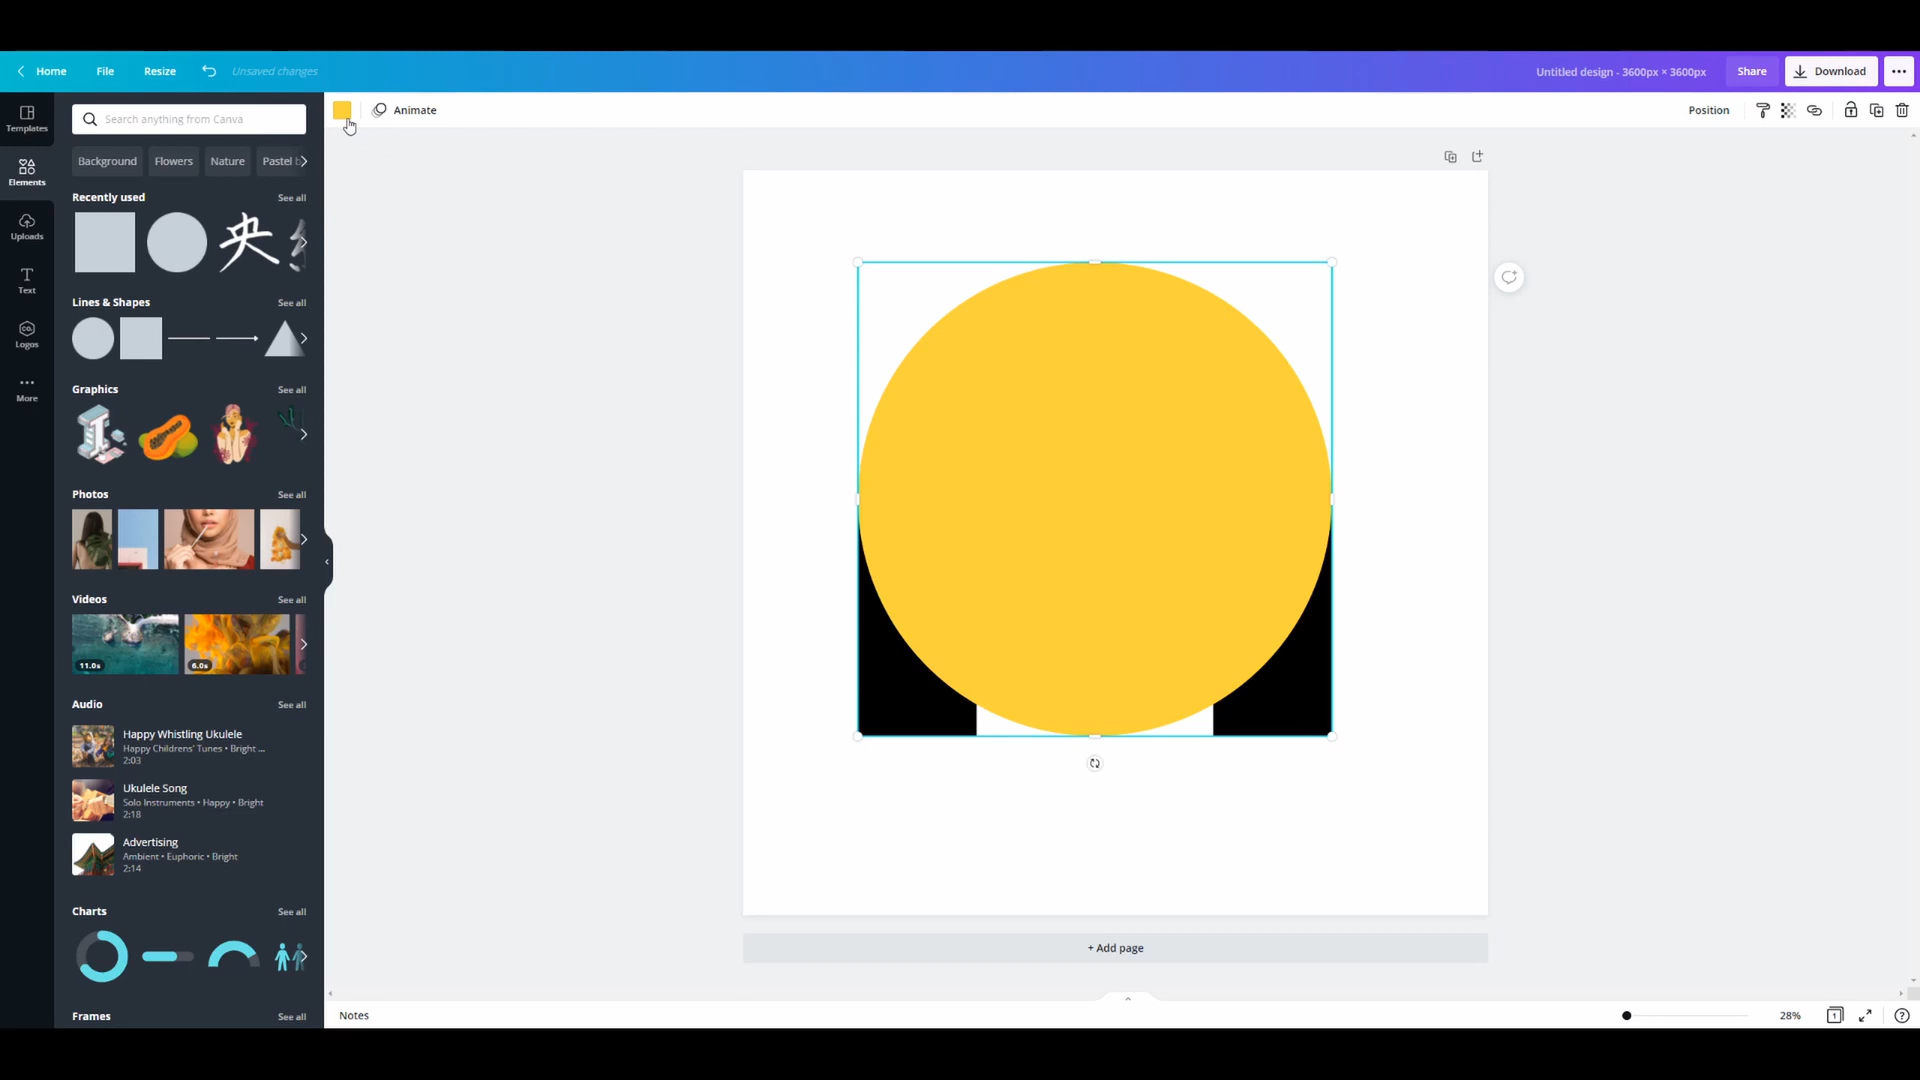 Home File Resize Unsaved changes Untitled design - 3600px × 3600px Share Download
Templates
Elements
Uploads
Text
CO.
Logos
More
Search anything from Canva
Background Flowers Nature Pastel
Recently used See all
央
Lines & Shapes See all
Graphics See all
Photos See all
Videos See all
11.0s 6.0s
Audio See all
Happy Whistling Ukulele
Happy Childrens' Tunes • Bright ...
2:03
Ukulele Song
Solo Instruments • Happy • Bright
2:18
Advertising
Ambient • Euphoric • Bright
2:14
Charts See all
Frames See all
Animate Position
+ Add page
Notes 28% 1 ?